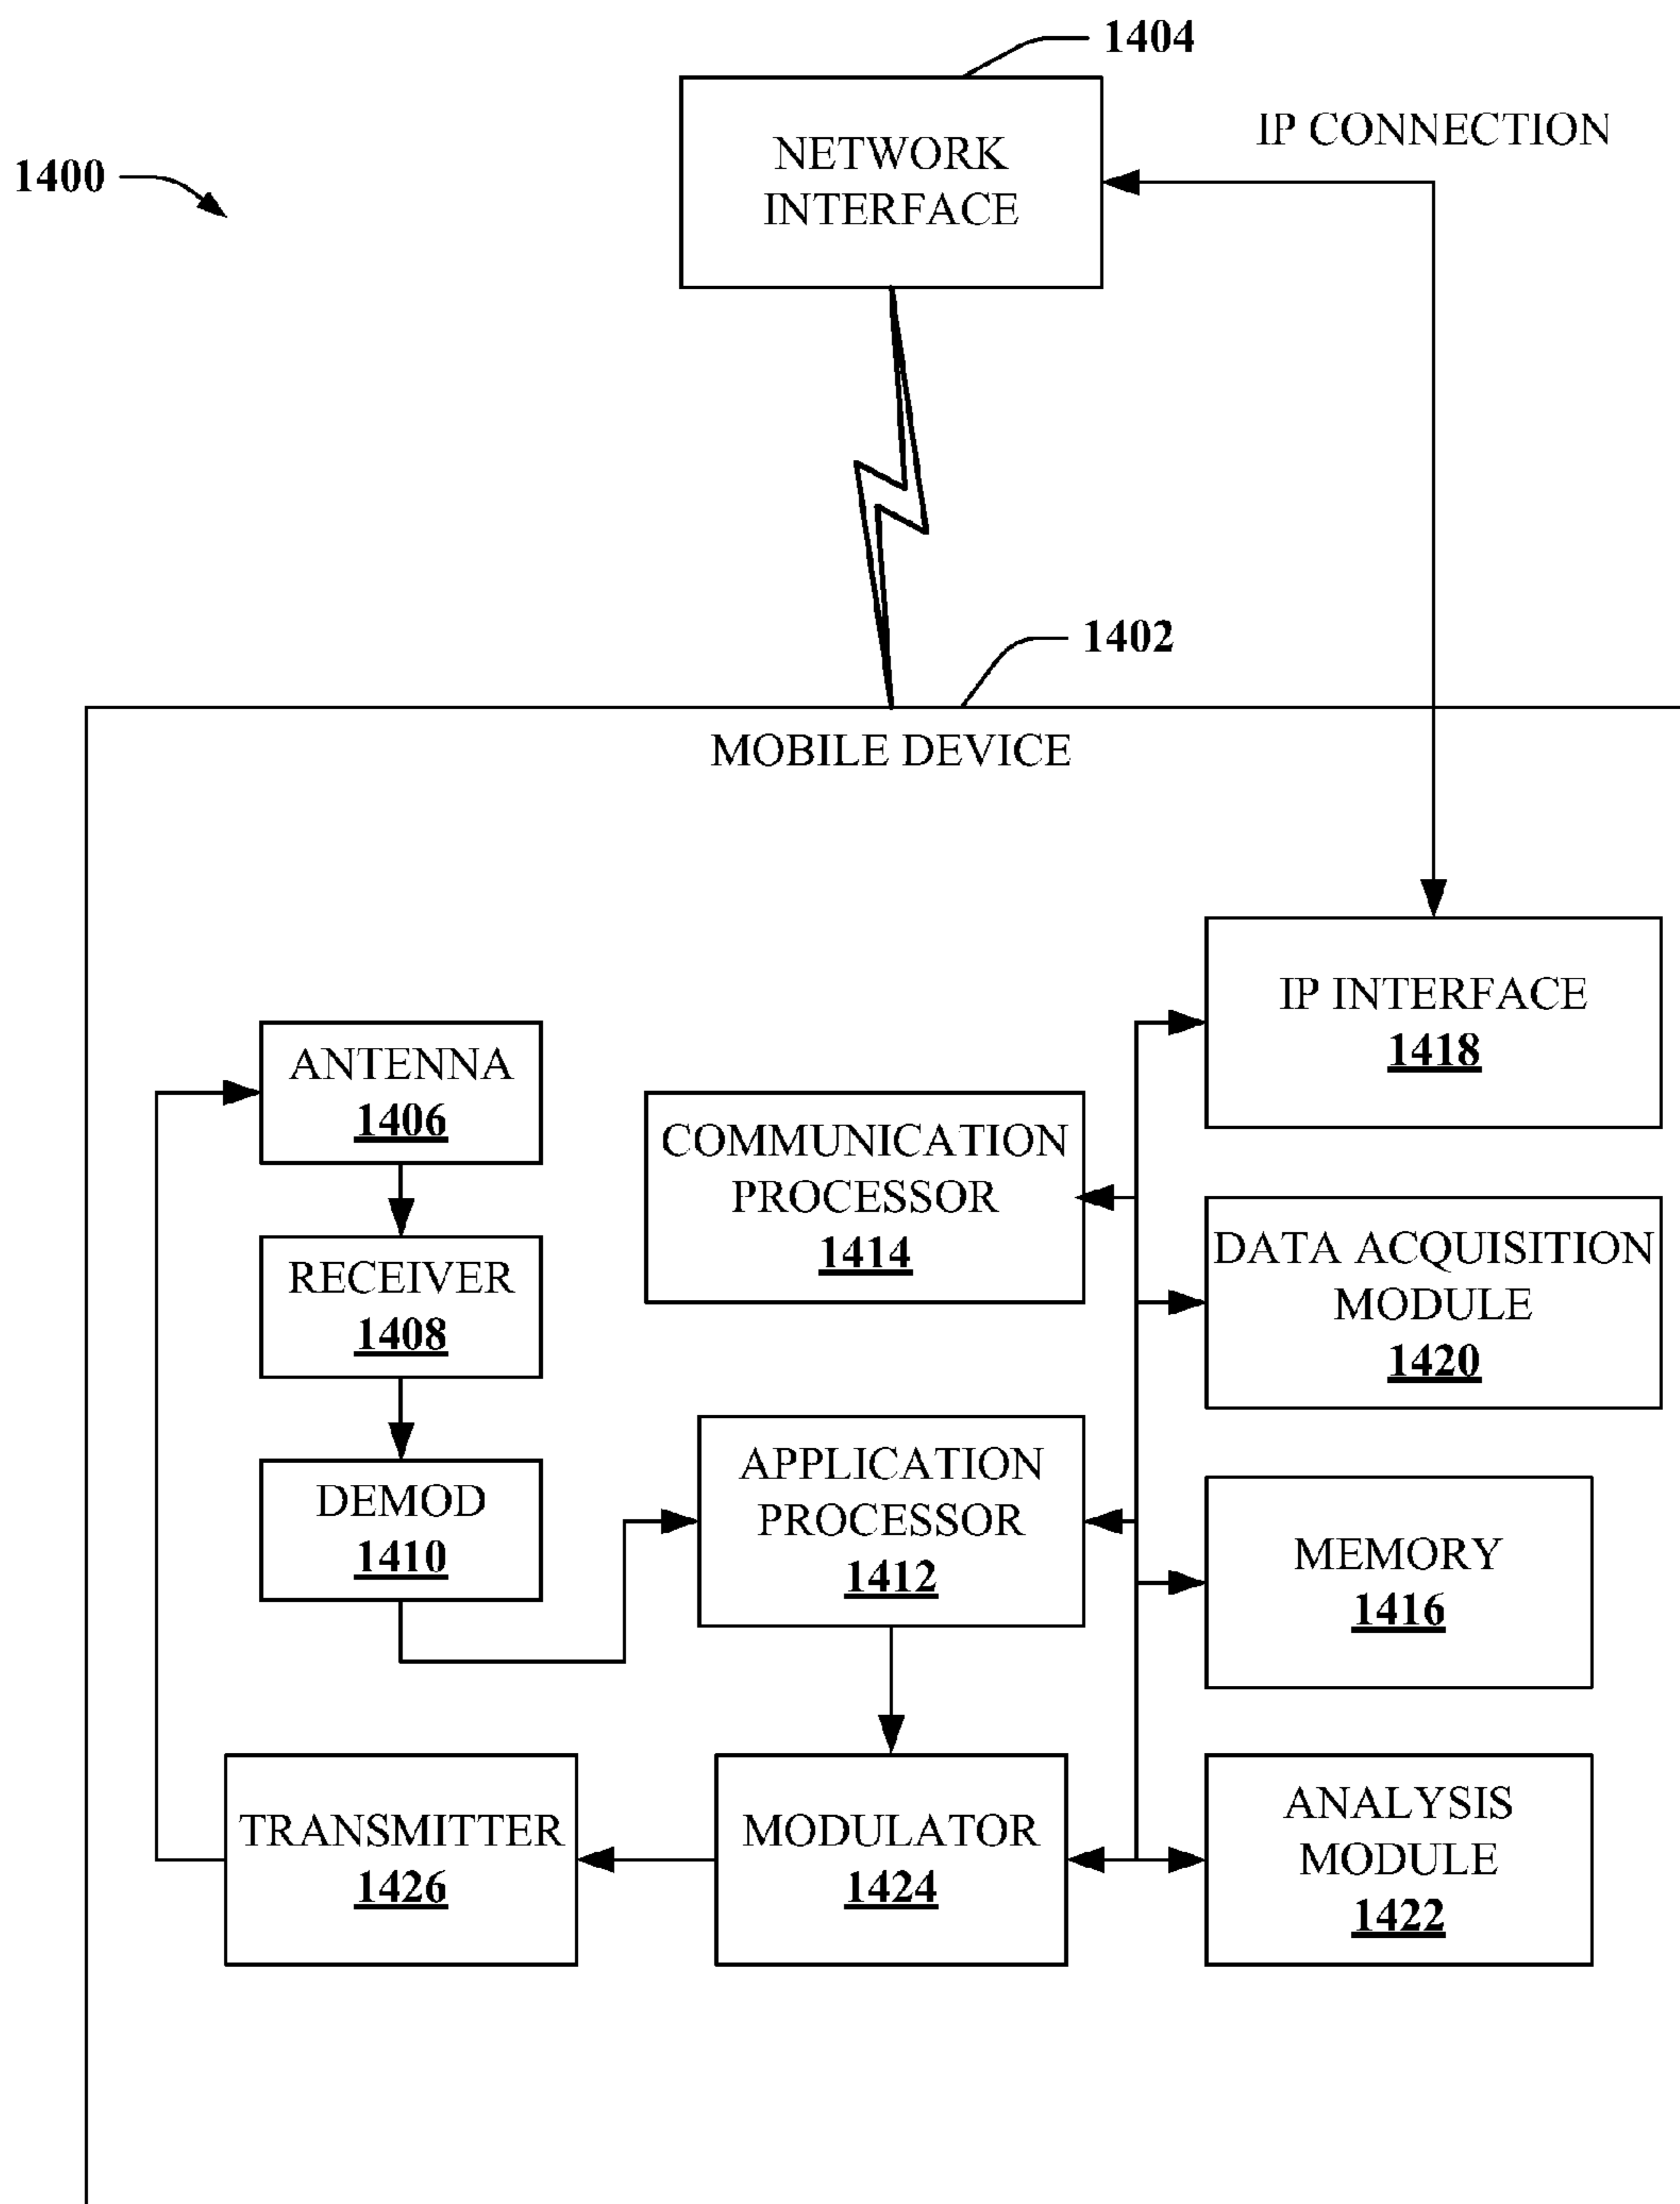 1404
NETWORK
INTERFACE
IP CONNECTION
1400
1402
MOBILE DEVICE
IP INTERFACE
1418
ANTENNA
1406
COMMUNICATION
PROCESSOR
1414
DATA ACQUISITION
MODULE
1420
RECEIVER
1408
APPLICATION
PROCESSOR
1412
DEMOD
1410
MEMORY
1416
TRANSMITTER
1426
MODULATOR
1424
ANALYSIS
MODULE
1422